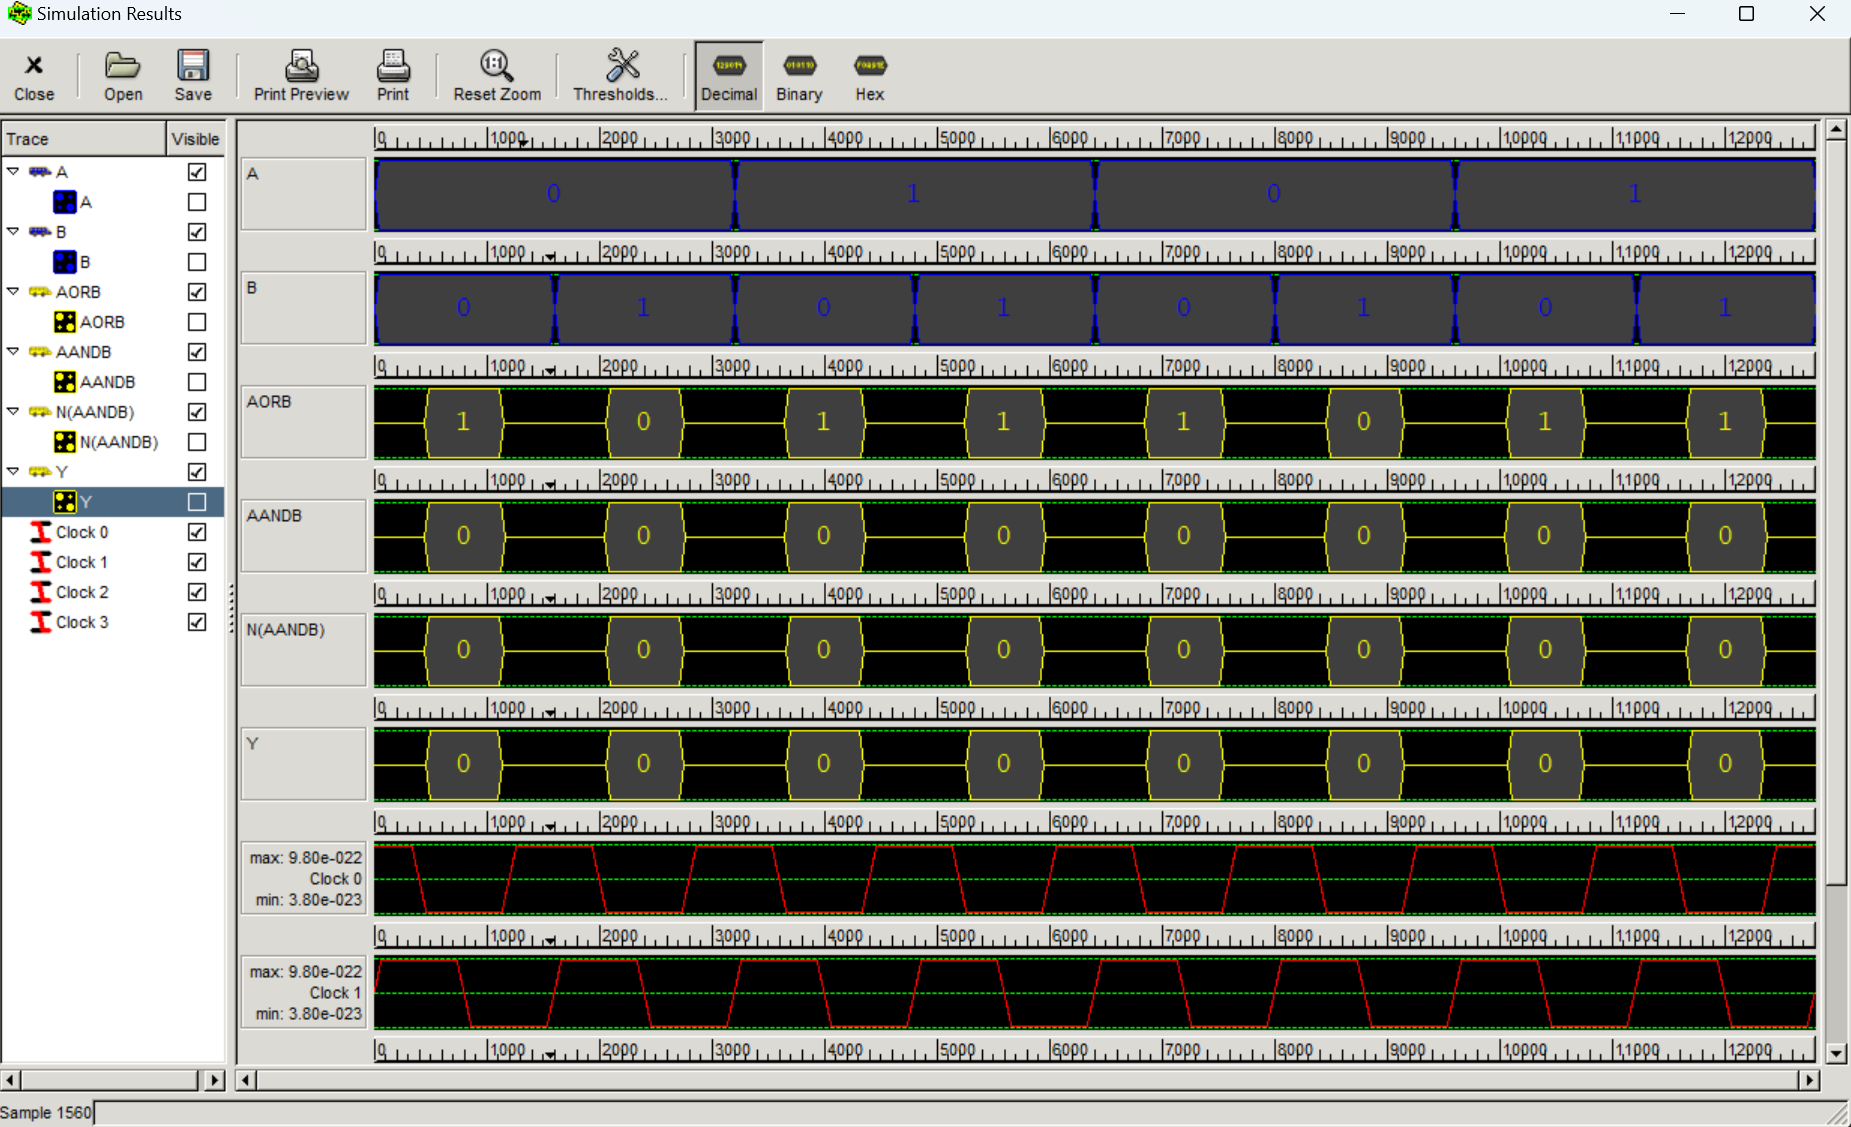 Simulation Results
Close Open Save Print Preview Print Reset Zoom Thresholds... Decimal Binary Hex
Trace Visible
A
A
B
B
AORB
AORB
AANDB
AANDB
N(AANDB)
N(AANDB)
Y
Y
Clock 0
Clock 1
Clock 2
Clock 3
0 1000 2000 3000 4000 5000 6000 7000 8000 9000 10000 11000 12000
A 0 1 0 1
0 1000 2000 3000 4000 5000 6000 7000 8000 9000 10000 11000 12000
B 0 1 0 1 0 1 0 1
0 1000 2000 3000 4000 5000 6000 7000 8000 9000 10000 11000 12000
AORB 1 0 1 1 1 0 1 1
0 1000 2000 3000 4000 5000 6000 7000 8000 9000 10000 11000 12000
AANDB 0 0 0 0 0 0 0 0
0 1000 2000 3000 4000 5000 6000 7000 8000 9000 10000 11000 12000
N(AANDB) 0 0 0 0 0 0 0 0
0 1000 2000 3000 4000 5000 6000 7000 8000 9000 10000 11000 12000
Y 0 0 0 0 0 0 0 0
0 1000 2000 3000 4000 5000 6000 7000 8000 9000 10000 11000 12000
max: 9.80e-022
Clock 0
min: 3.80e-023
0 1000 2000 3000 4000 5000 6000 7000 8000 9000 10000 11000 12000
max: 9.80e-022
Clock 1
min: 3.80e-023
0 1000 2000 3000 4000 5000 6000 7000 8000 9000 10000 11000 12000
Sample 1560